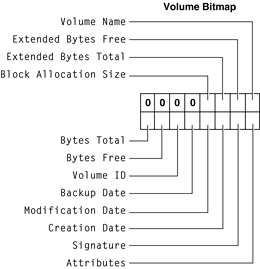 Volume Bitmap
Volume Name
Extended Bytes Free
Extended Bytes Total
Block Allocation Size
0 0 0 0
Bytes Total
Bytes Free
Volume ID
Backup Date
Modification Date
Creation Date
Signature
Attributes